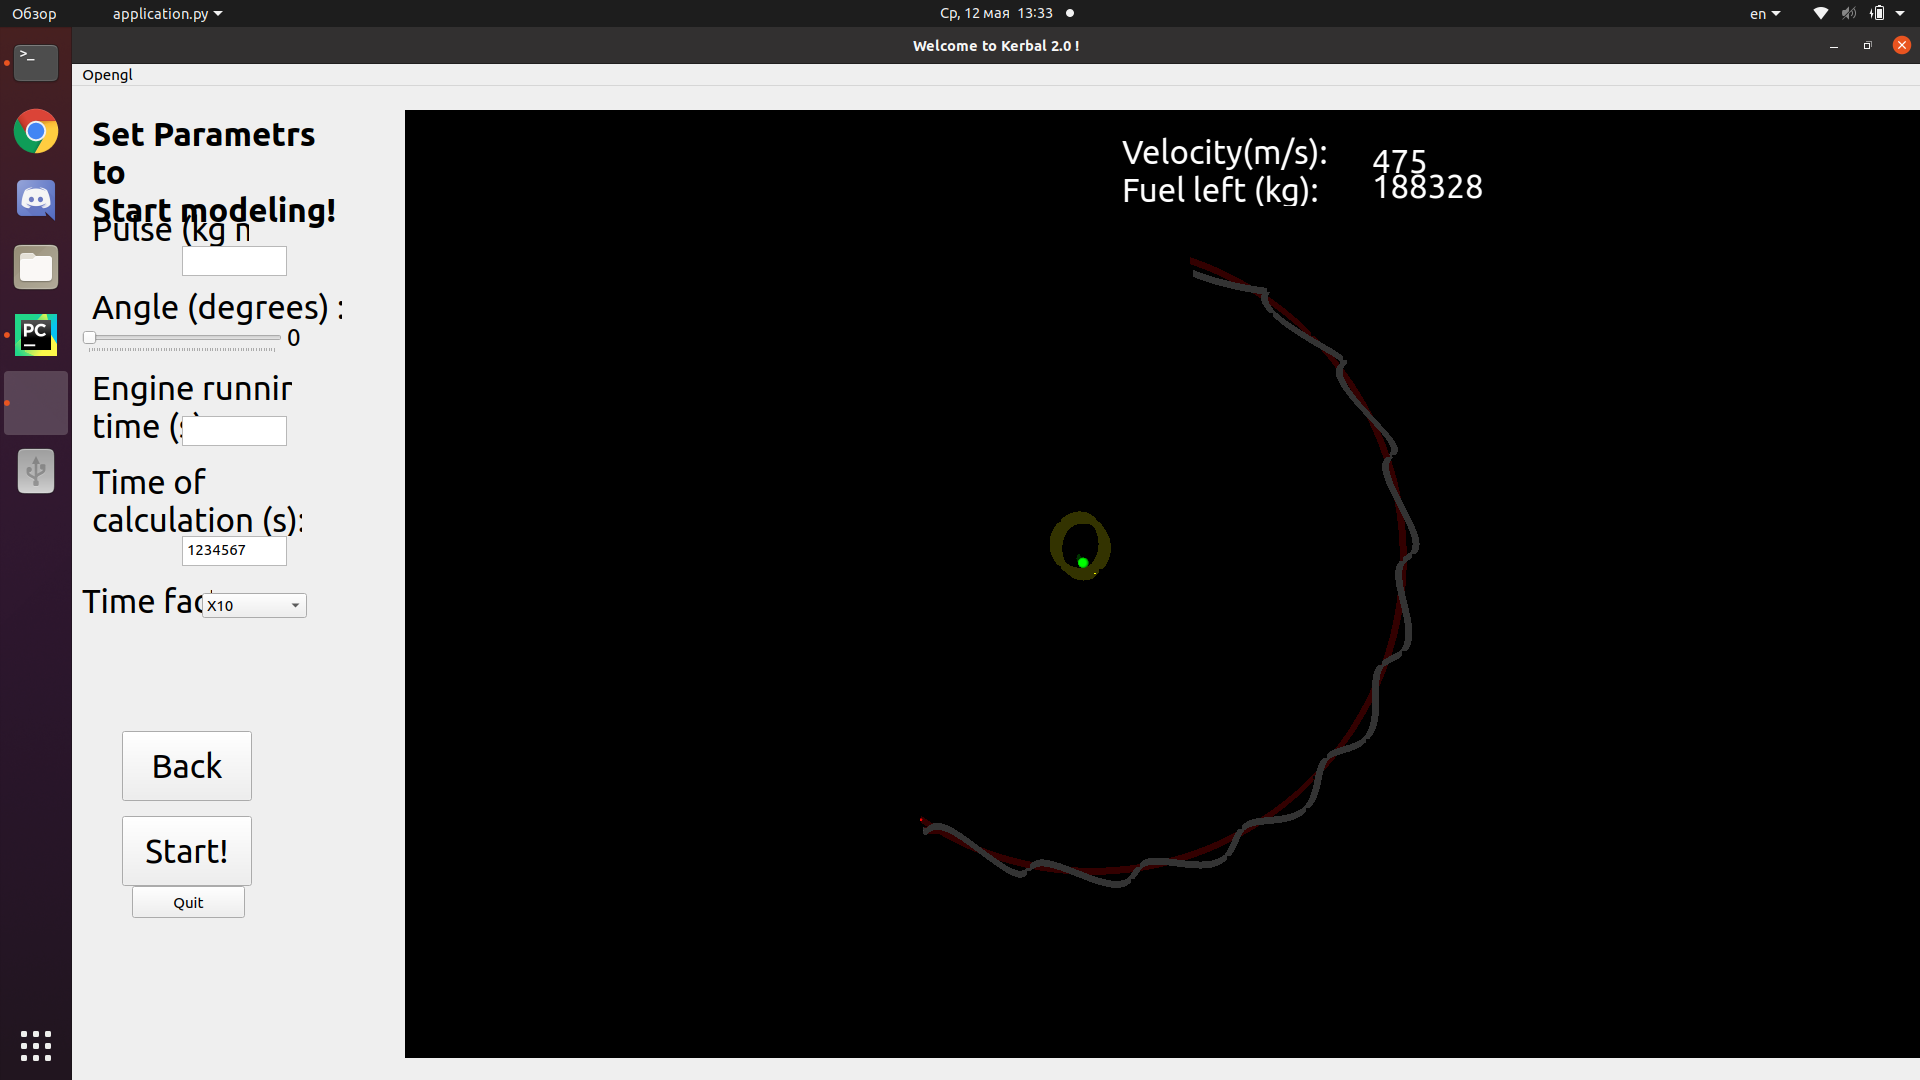 Обзор
application.py
Ср, 12 мая 13:33
en
Welcome to Kerbal 2.0 !
Opengl
Set Parametrs
to
Start modeling!
Pulse (kg
Angle (degrees) :
0
Engine
time
Time of
calculation (s):
1234567
Time
X10
Back
Start!
Quit
Velocity(m/s):
475
Fuel left (kg):
188328
PC
>_